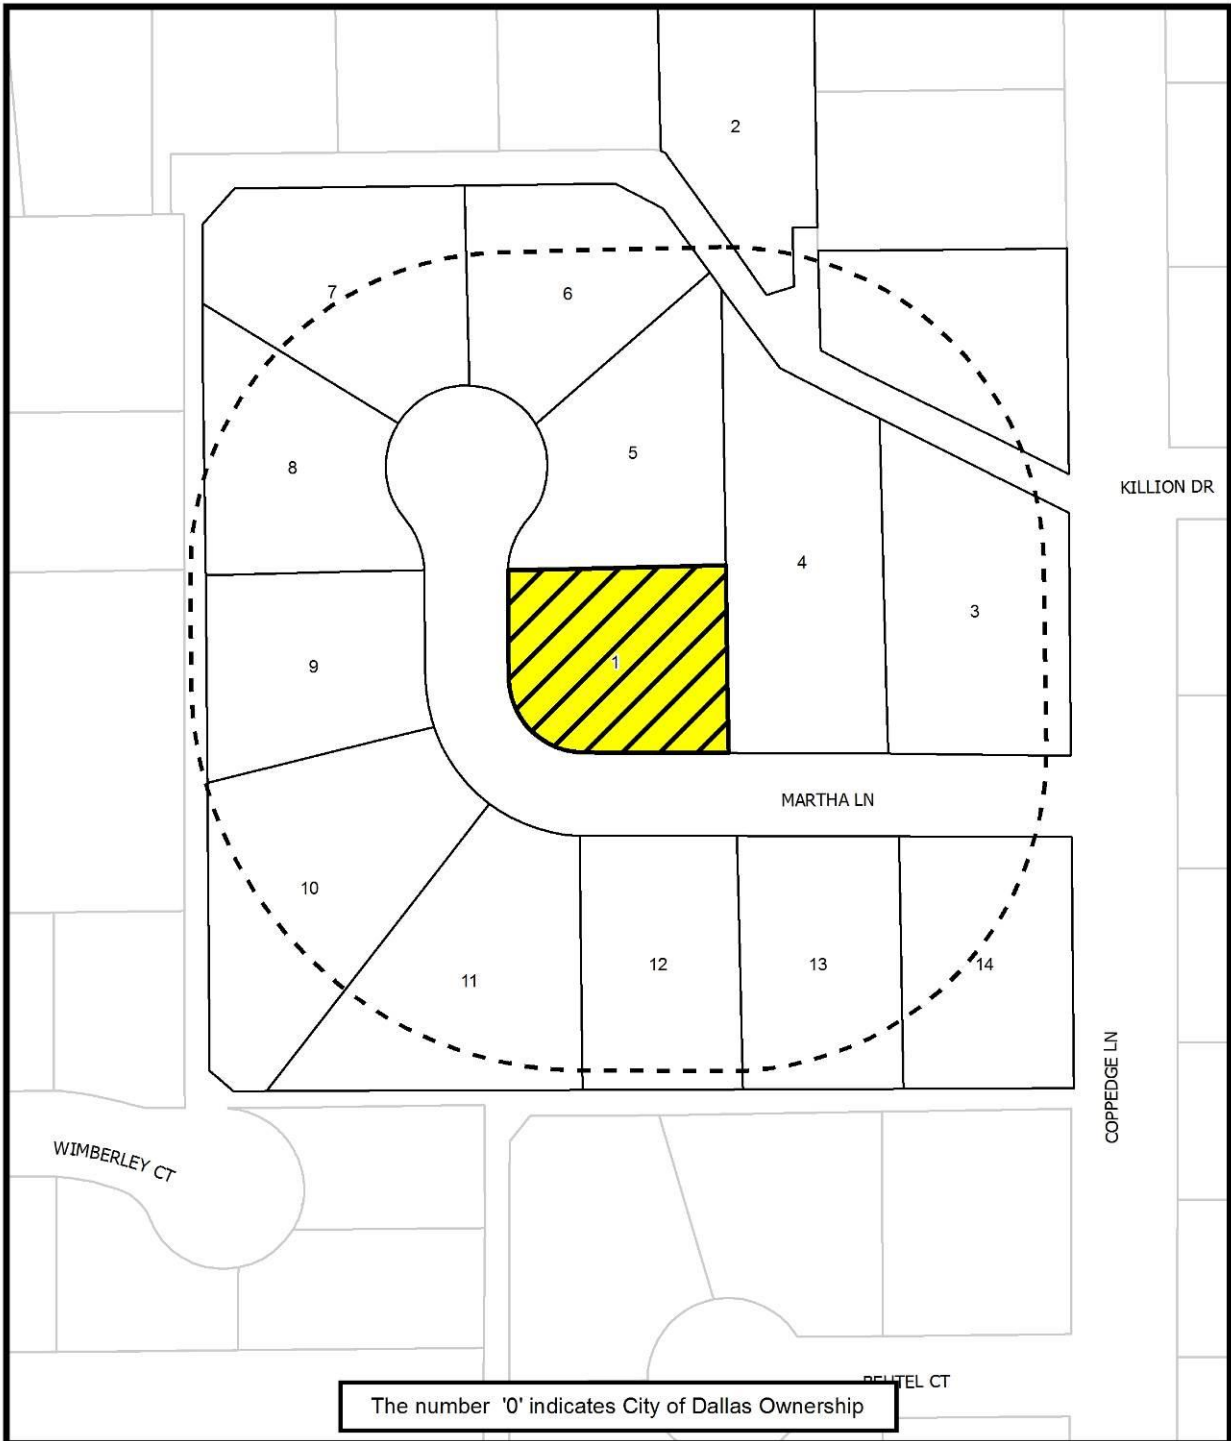 2
7
6
5
8
KILLION DR
4
3
1
9
MARTHA LN
10
12
13
14
11
COPPEDGE LN
WIMBERLEY CT
CT
The number '0' indicates City of Dallas Ownership